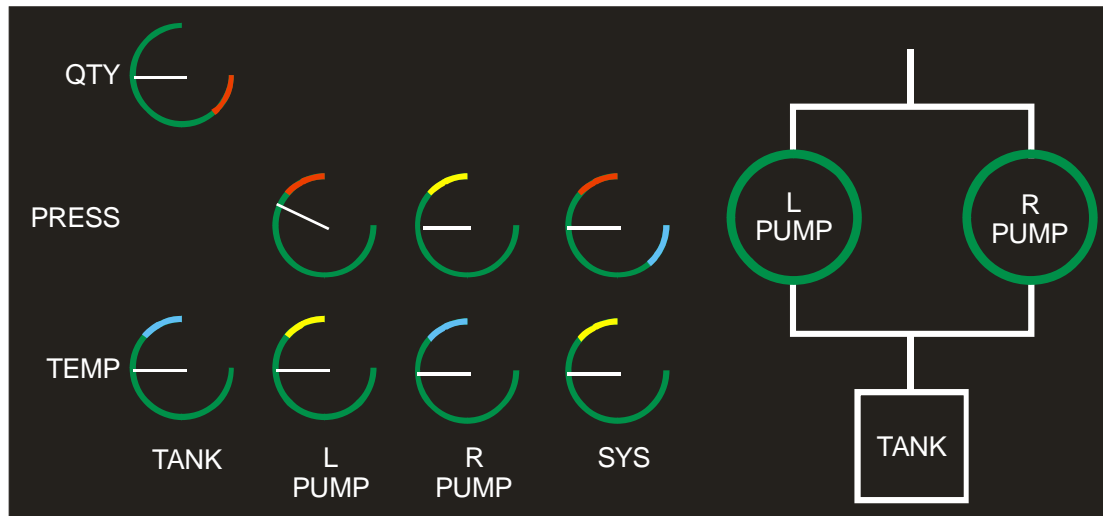 QTY
PRESS
TEMP
TANK
L
PUMP
R
PUMP
SYS
L
PUMP
R
PUMP
TANK